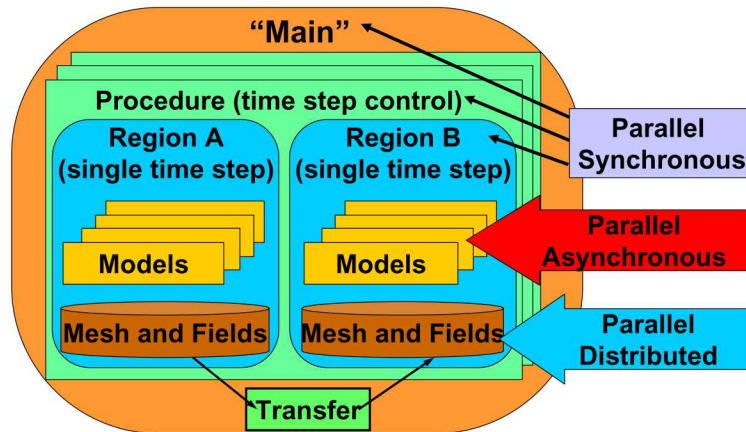 “Main”
Procedure (time step control)
Region A
(single time step)
Region B
(single time step)
Models
Models
Mesh and Fields
Mesh and Fields
Transfer
Parallel
Synchronous
Parallel
Asynchronous
Parallel
Distributed